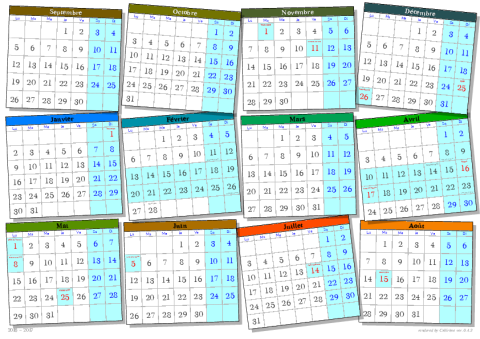 Septembre
Lu Ma Me Je Ve Sa Di
1 2 3 4
5 6 7 8 9 10 11
12 13 14 15 16 17 18
19 20 21 22 23 24 25
26 27 28 29 30
Octobre
Lu Ma Me Je Ve Sa Di
1 2
3 4 5 6 7 8 9
10 11 12 13 14 15 16
17 18 19 20 21 22 23
24 25 26 27 28 29 30
31
Novembre
Lu Ma Me Je Ve Sa Di
1 2 3 4 5 6
7 8 9 10 11 12 13
14 15 16 17 18 19 20
21 22 23 24 25 26 27
28 29 30
Décembre
Lu Ma Me Je Ve Sa Di
1 2 3 4
5 6 7 8 9 10 11
12 13 14 15 16 17 18
19 20 21 22 23 24 25
26 27 28 29 30 31
Janvier
Lu Ma Me Je Ve Sa Di
1
2 3 4 5 6 7 8
9 10 11 12 13 14 15
16 17 18 19 20 21 22
23 24 25 26 27 28 29
30 31
Février
Lu Ma Me Je Ve Sa Di
1 2 3 4 5
6 7 8 9 10 11 12
13 14 15 16 17 18 19
20 21 22 23 24 25 26
27 28
Mars
Lu Ma Me Je Ve Sa Di
1 2 3 4 5
6 7 8 9 10 11 12
13 14 15 16 17 18 19
20 21 22 23 24 25 26
27 28 29 30 31
Avril
Lu Ma Me Je Ve Sa Di
1 2
3 4 5 6 7 8 9
10 11 12 13 14 15 16
17 18 19 20 21 22 23
24 25 26 27 28 29 30
Mai
Lu Ma Me Je Ve Sa Di
1 2 3 4 5 6 7
8 9 10 11 12 13 14
15 16 17 18 19 20 21
22 23 24 25 26 27 28
29 30 31
Juin
Lu Ma Me Je Ve Sa Di
1 2 3 4
5 6 7 8 9 10 11
12 13 14 15 16 17 18
19 20 21 22 23 24 25
26 27 28 29 30
Juillet
Lu Ma Me Je Ve Sa Di
1 2
3 4 5 6 7 8 9
10 11 12 13 14 15 16
17 18 19 20 21 22 23
24 25 26 27 28 29 30
31
Août
Lu Ma Me Je Ve Sa Di
1 2 3 4 5 6
7 8 9 10 11 12 13
14 15 16 17 18 19 20
21 22 23 24 25 26 27
28 29 30 31